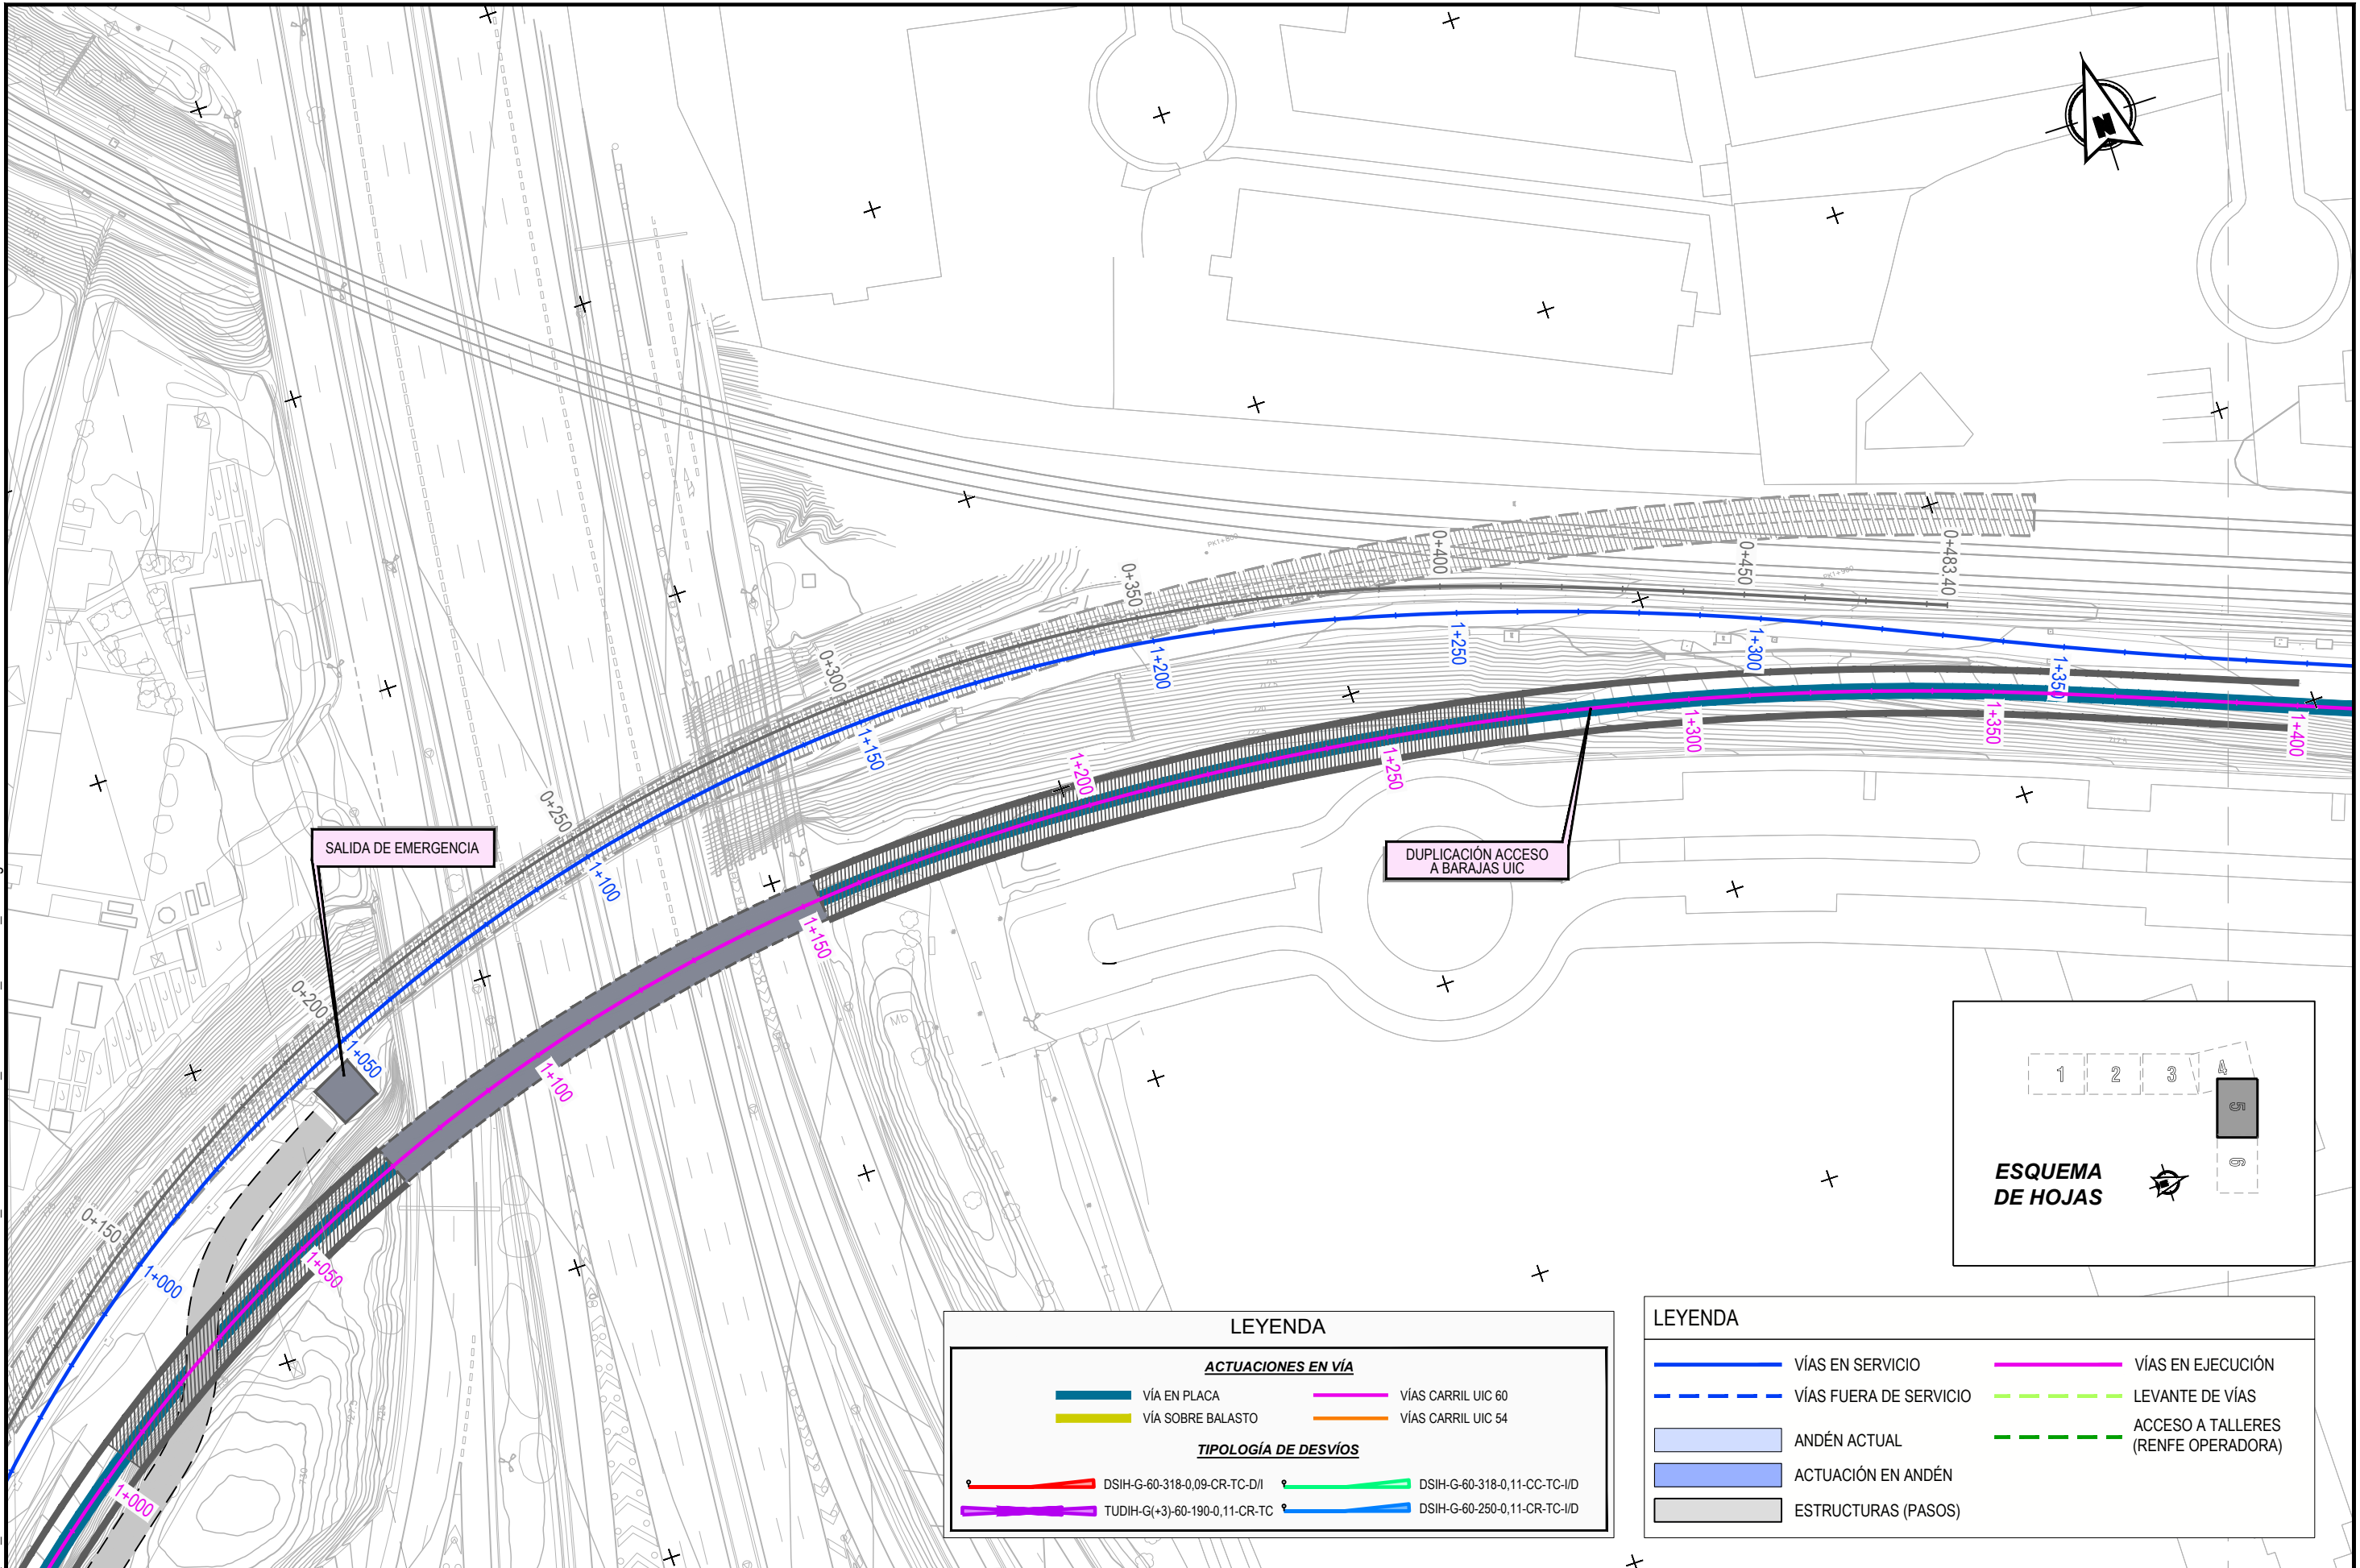 N
PK1+800
PK1+900
0+400
0+450
0+483.40
0+350
0+300
0+250
0+200
0+150
1+200
1+250
1+300
1+350
1+150
1+100
1+050
1+000
1+200
1+250
1+300
1+350
1+400
1+150
1+100
1+050
1+000
SALIDA DE EMERGENCIA
DUPLICACIÓN ACCESO
A BARAJAS UIC
Mb
1 2 3 4
5
6
ESQUEMA
DE HOJAS
LEYENDA
ACTUACIONES EN VÍA
VÍA EN PLACA VÍAS CARRIL UIC 60
VÍA SOBRE BALASTO VÍAS CARRIL UIC 54
TIPOLOGÍA DE DESVÍOS
DSIH-G-60-318-0,09-CR-TC-D/I DSIH-G-60-318-0,11-CC-TC-I/D
TUDIH-G(+3)-60-190-0,11-CR-TC DSIH-G-60-250-0,11-CR-TC-I/D
LEYENDA
VÍAS EN SERVICIO VÍAS EN EJECUCIÓN
VÍAS FUERA DE SERVICIO LEVANTE DE VÍAS
ANDÉN ACTUAL ACCESO A TALLERES
(RENFE OPERADORA)
ACTUACIÓN EN ANDÉN
ESTRUCTURAS (PASOS)